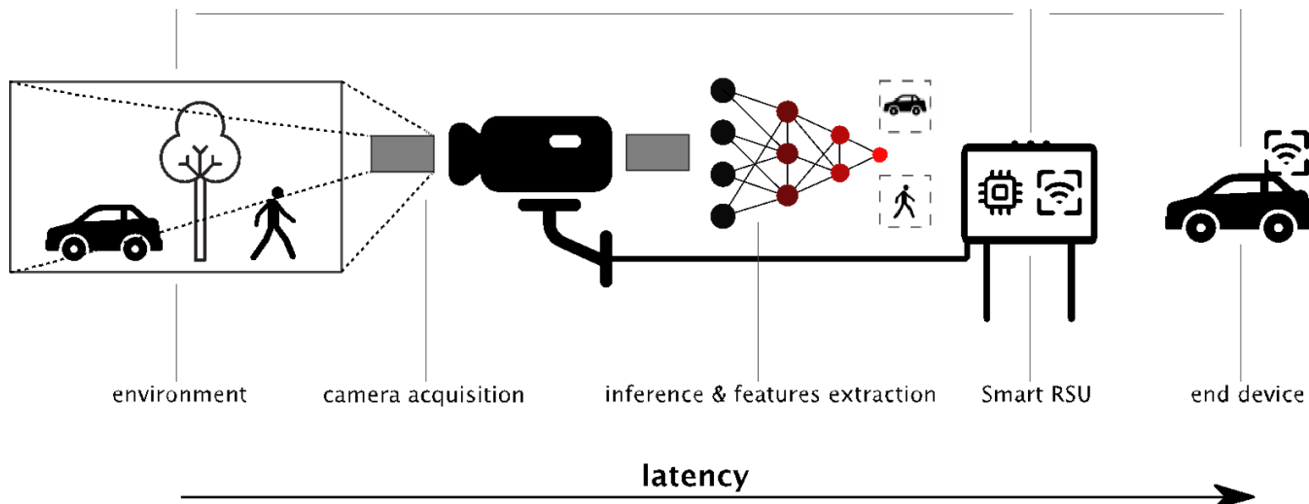 environment
camera acquisition
inference & features extraction
Smart RSU
end device
latency